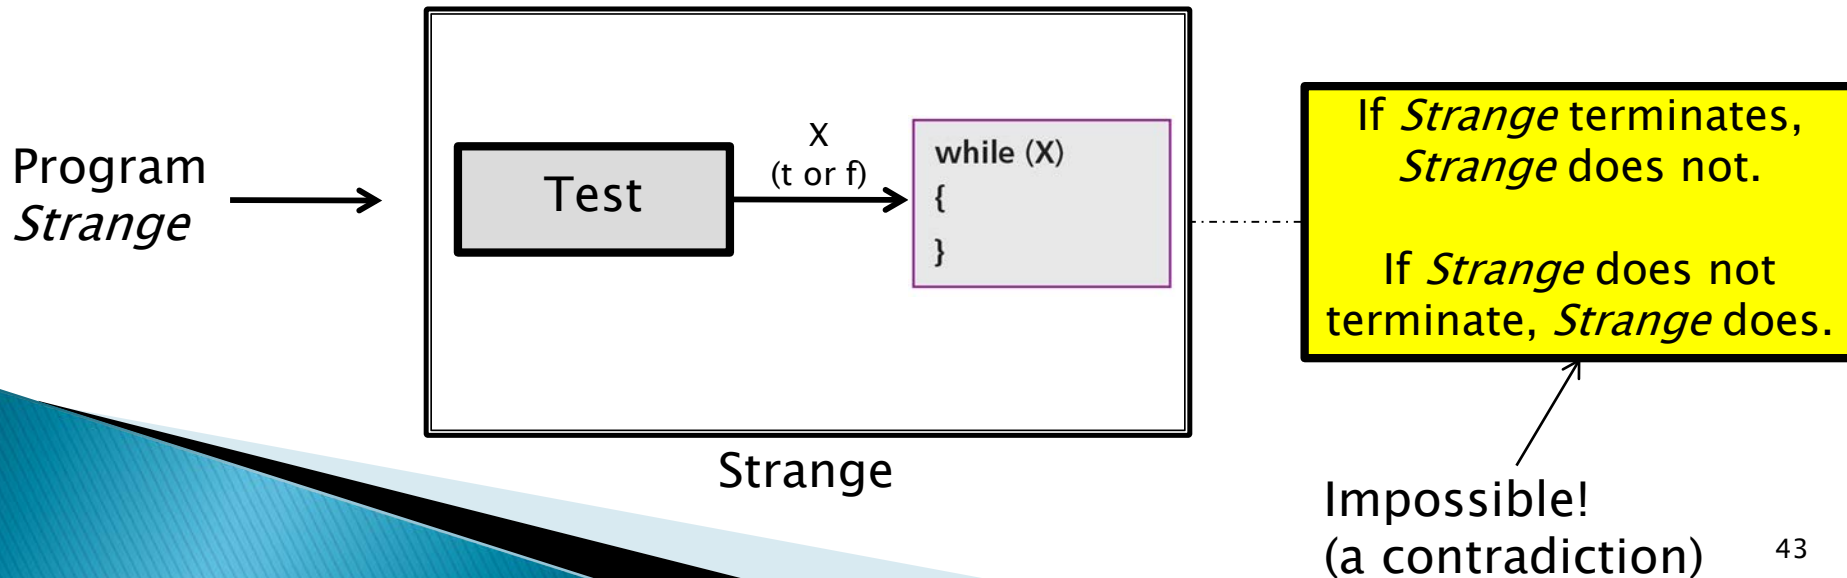 Program
Strange
Test
X
(t or f)
while (X)
{
}
Strange
If Strange terminates,
Strange does not.
If Strange does not
terminate, Strange does.
Impossible!
(a contradiction)
43